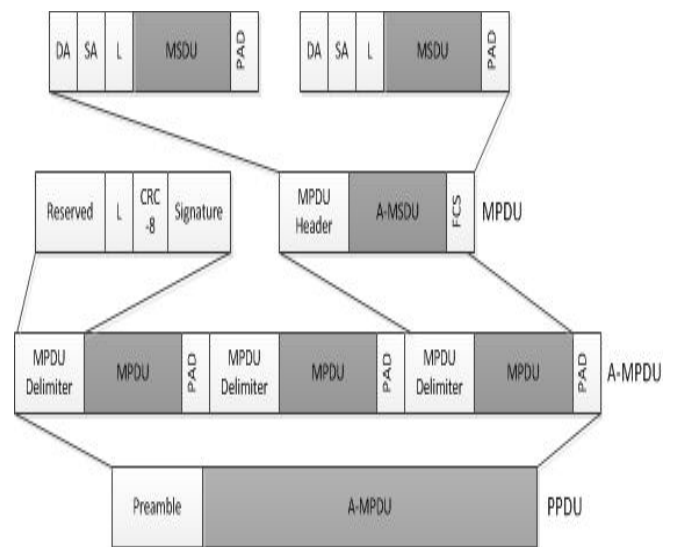 DA SA L MSDU PAD DA SA L MSDU PAD
Reserved L CRC -8 Signature MPDU Header A-MSDU FCS MPDU
MPDU Delimiter MPDU PAD MPDU Delimiter MPDU PAD MPDU Delimiter MPDU PAD A-MPDU
Preamble A-MPDU PPDU